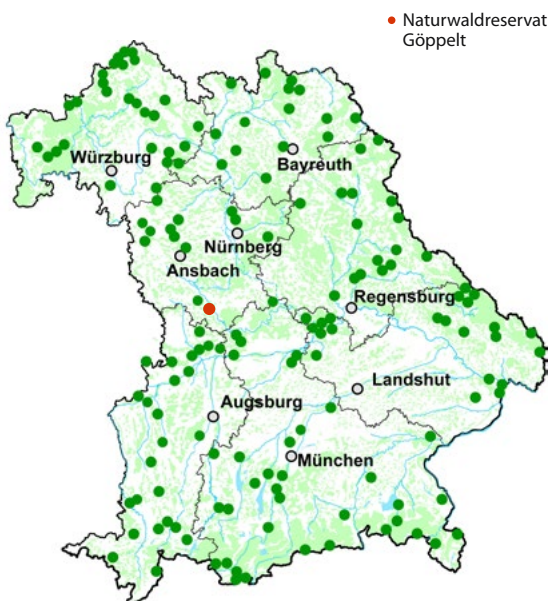 Naturwaldreservat
Göppelt
Würzburg
Bayreuth
Nürnberg
Ansbach
Regensburg
Landshut
Augsburg
München